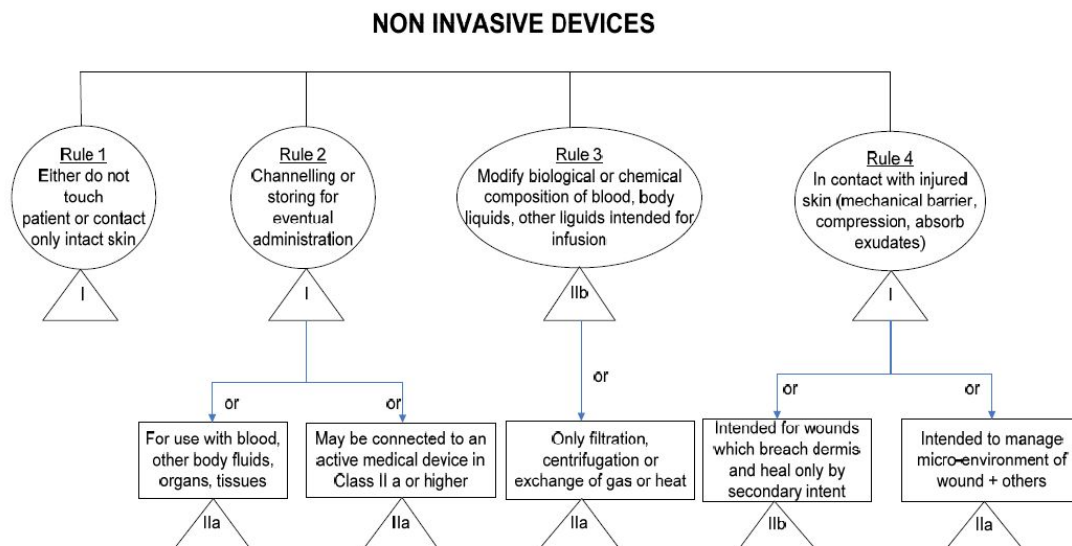 NON INVASIVE DEVICES
Rule 1
Either do not
touch
patient or contact
only intact skin
I
Rule 2
Channelling or
storing for
eventual
administration
I
Rule 3
Modify biological or chemical
composition of blood, body
liquids, other liguids intended for
infusion
IIb
Rule 4
In contact with injured
skin (mechanical barrier,
compression, absorb
exudates)
I
or
For use with blood,
other body fluids,
organs, tissues
IIa
or
May be connected to an
active medical device in
Class II a or higher
IIa
or
Only filtration,
centrifugation or
exchange of gas or heat
IIa
or
Intended for wounds
which breach dermis
and heal only by
secondary intent
IIb
or
Intended to manage
micro-environment of
wound + others
IIa